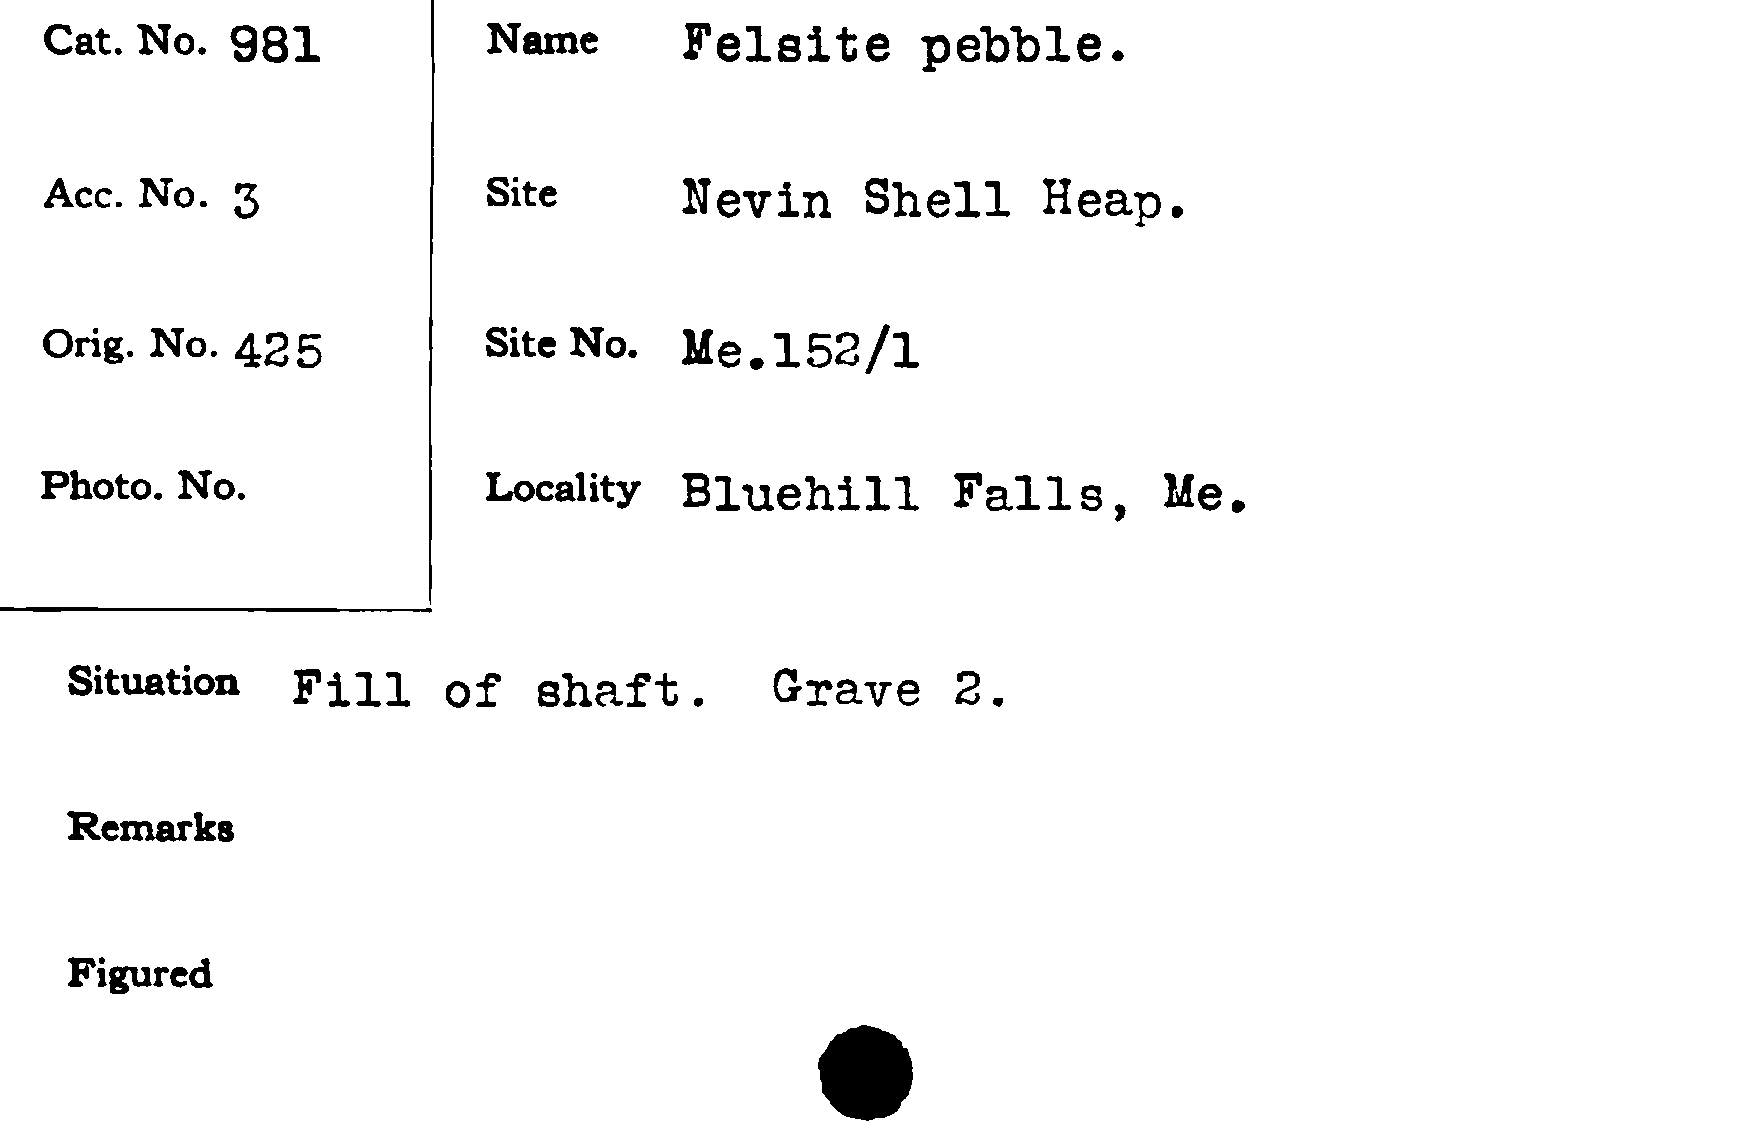 Cat. No. 981
Name Felsite pebble.
Acc. No. 3
Site Nevin Shell Heap.
Orig. No. 425
Site No. Me.152/1
Photo. No.
Locality Bluehill Falls, Me.
Situation Fill of shaft. Grave 2.
Remarks
Figured